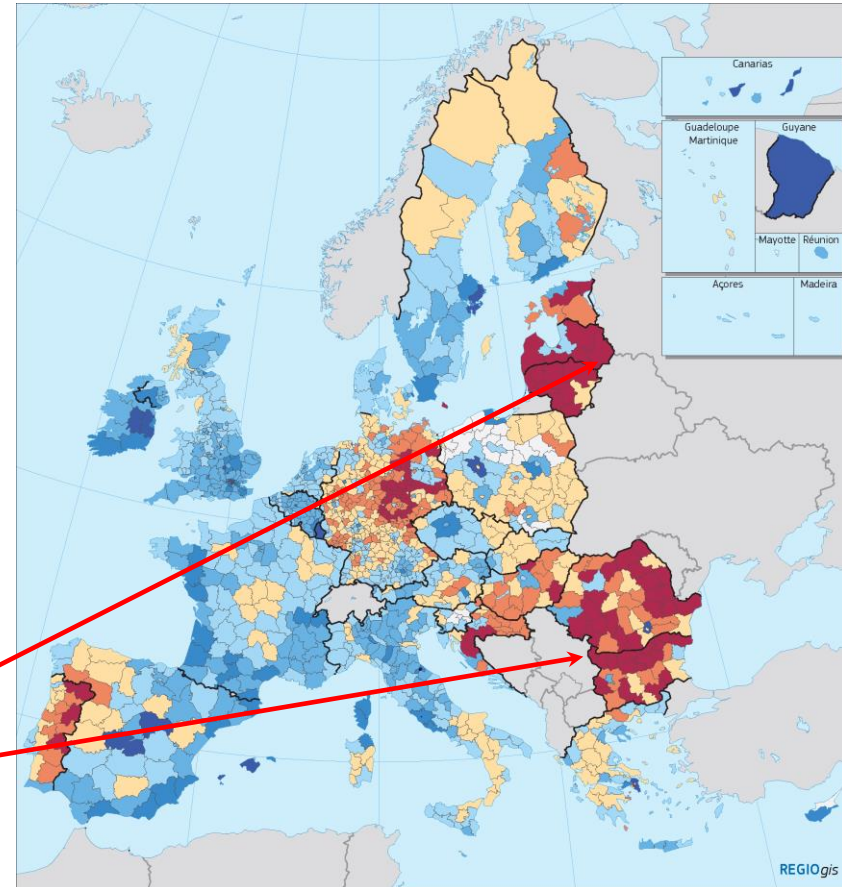 Canarias
Guadeloupe
Martinique
Guyane
Mayotte
Réunion
Açores
Madeira
REGIOgis